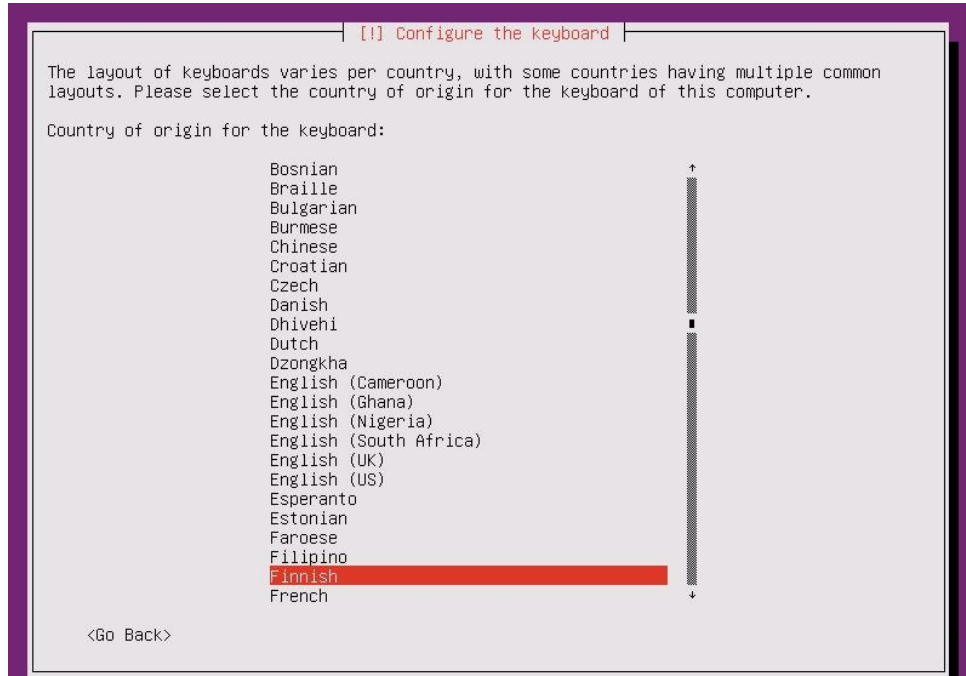 [!] Configure the keyboard
The layout of keyboards varies per country, with some countries having multiple common
layouts. Please select the country of origin for the keyboard of this computer.
Country of origin for the keyboard:
Bosnian
Braille
Bulgarian
Burmese
Chinese
Croatian
Czech
Danish
Dhivehi
Dutch
Dzongkha
English (Cameroon)
English (Ghana)
English (Nigeria)
English (South Africa)
English (UK)
English (US)
Esperanto
Estonian
Faroese
Filipino
Finnish
French
<Go Back>